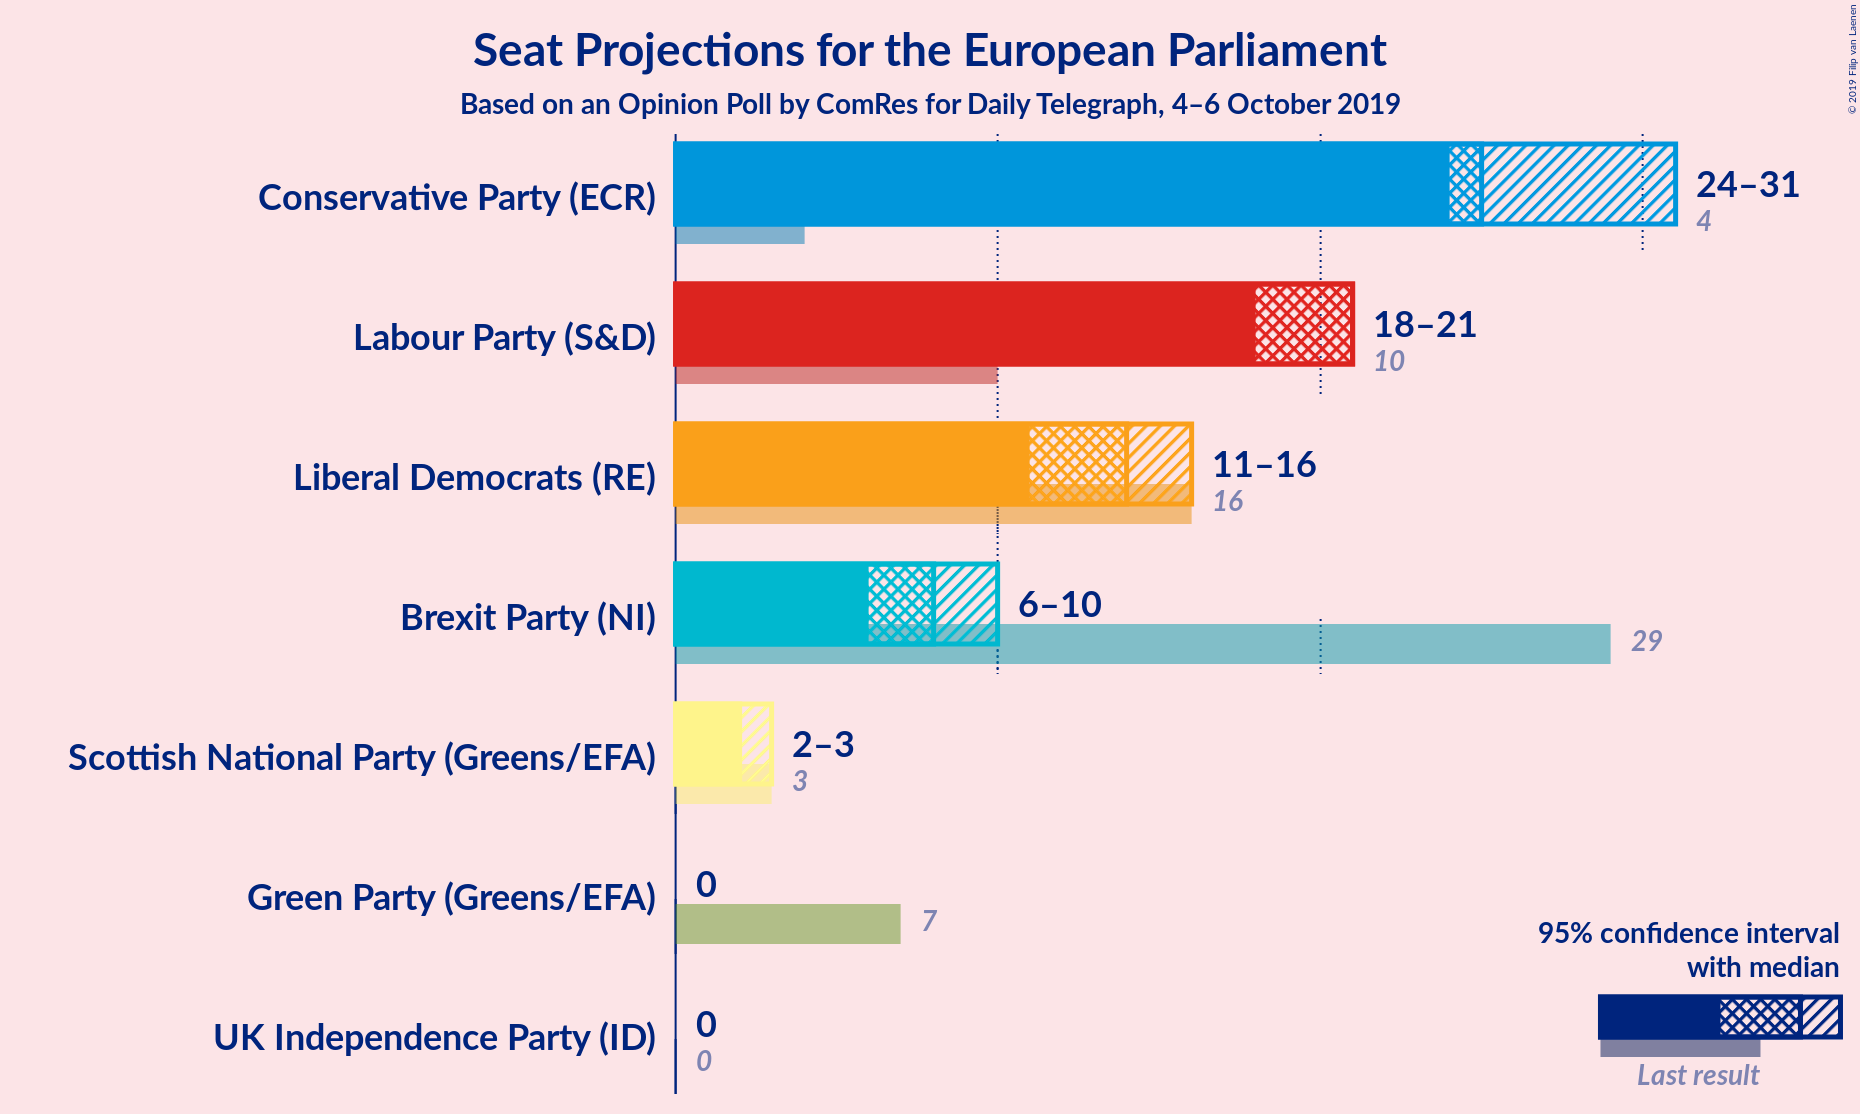 Seat Projections for the European Parliament
Based on an Opinion Poll by ComRes for Daily Telegraph, 4–6 October 2019
© 2019 Filip van Laenen
Conservative Party (ECR)
24–31
4
Labour Party (S&D)
18–21
10
Liberal Democrats (RE)
11–16
16
Brexit Party (NI)
6–10
29
Scottish National Party (Greens/EFA)
2–3
3
Green Party (Greens/EFA)
0
7
UK Independence Party (ID)
0
0
95% confidence interval
with median
Last result